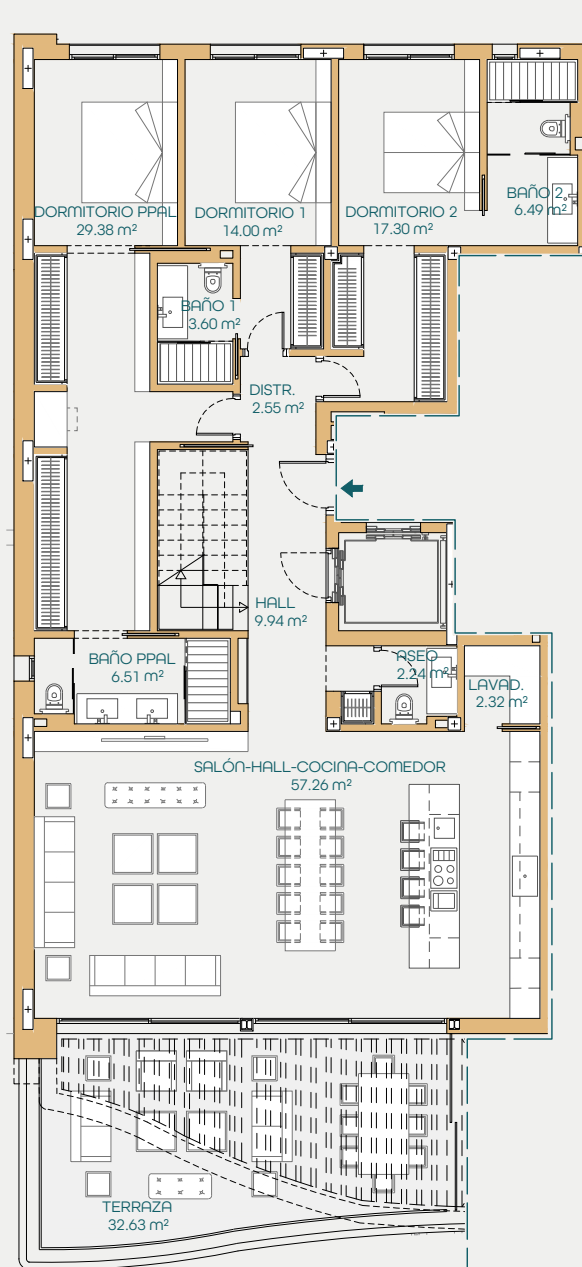 DORMITORIO PPAL
29.38 m²
DORMITORIO 1
14.00 m²
DORMITORIO 2
17.30 m²
BAÑO 2
6.49 m²
BAÑO 1
3.60 m²
DISTR.
2.55 m²
HALL
9.94 m²
BAÑO PPAL
6.51 m²
ASEO
2.24 m²
LAVAD.
2.32 m²
SALÓN-HALL-COCINA-COMEDOR
57.26 m²
TERRAZA
32.63 m²